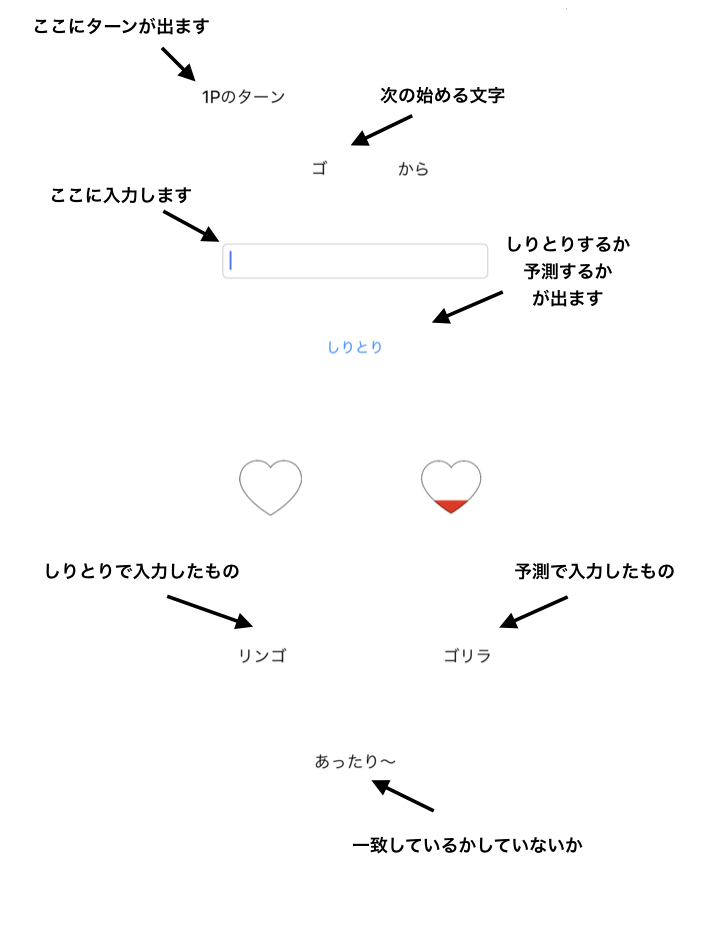 ここにターンが出ます
1Pのターン
次の始める文字
ゴ から
ここに入力します
しりとりするか
予測するか
が出ます
しりとり
しりとりで入力したもの
予測で入力したもの
リンゴ
ゴリラ
あったり〜
一致しているかしていないか